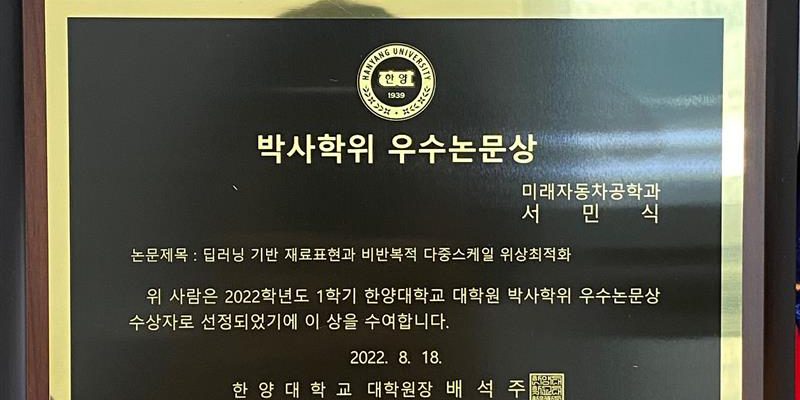 HANYANG UNIVERSITY
한양
1939
박사학위 우수논문상
미래자동차공학과
서 민 식
논문제목 : 딥러닝 기반 재료표현과 비반복적 다중스케일 위상최적화
위 사람은 2022학년도 1학기 한양대학교 대학원 박사학위 우수논문상
수상자로 선정되었기에 이 상을 수여합니다.
2022. 8. 18.
한 양 대 학 교 대학원장 배 석 주